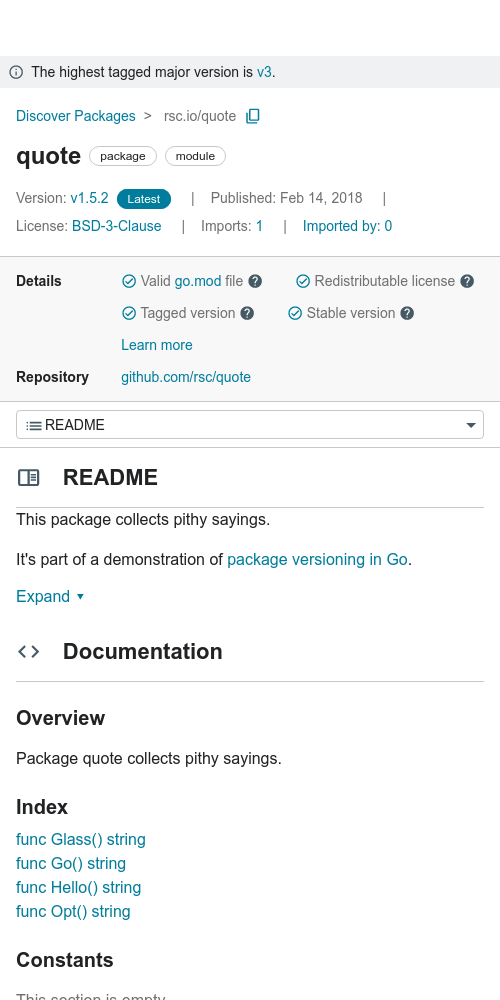 The highest tagged major version is v3.
Discover Packages > rsc.io/quote
quote package module
Version: v1.5.2 Latest | Published: Feb 14, 2018 |
License: BSD-3-Clause | Imports: 1 | Imported by: 0
Details Valid go.mod file Redistributable license
Tagged version Stable version
Learn more
Repository github.com/rsc/quote
README
README
This package collects pithy sayings.
It's part of a demonstration of package versioning in Go.
Expand
Documentation
Overview
Package quote collects pithy sayings.
Index
func Glass() string
func Go() string
func Hello() string
func Opt() string
Constants
This section is empty.